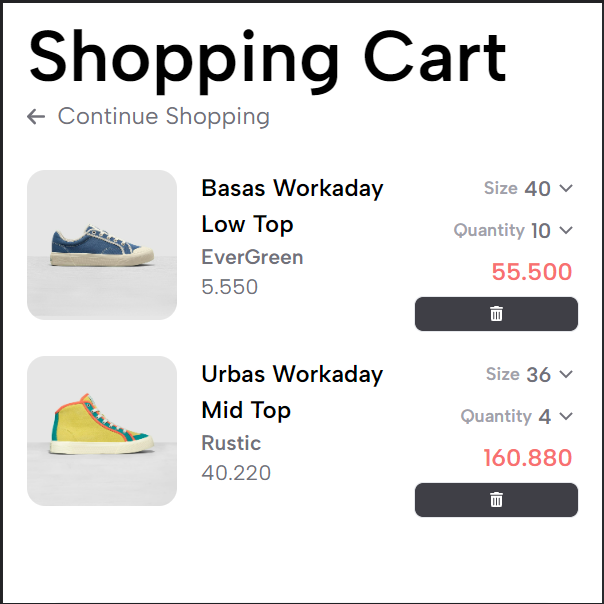 Shopping Cart
Continue Shopping
Basas Workaday
Low Top
EverGreen
5.550
Size 40
Quantity 10
55.500
Urbas Workaday
Mid Top
Rustic
40.220
Size 36
Quantity 4
160.880